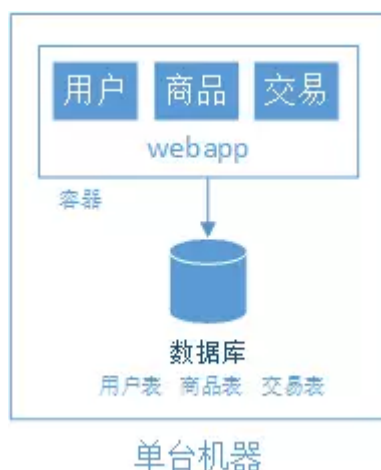 用户 商品 交易
webapp
容器
数据库
用户表 商品表 交易表
单台机器